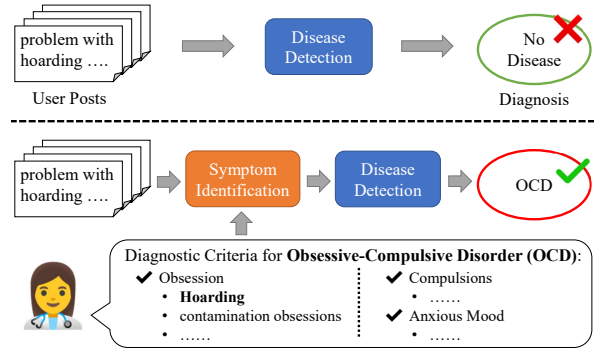 problem with
hoarding ….
User Posts
Disease
Detection
No
Disease
Diagnosis
problem with
hoarding ….
Symptom
Identification
Disease
Detection
OCD
Diagnostic Criteria for Obsessive-Compulsive Disorder (OCD):
✔ Obsession
• Hoarding
• contamination obsessions
• ……
✔ Compulsions
• ……
✔ Anxious Mood
• ……